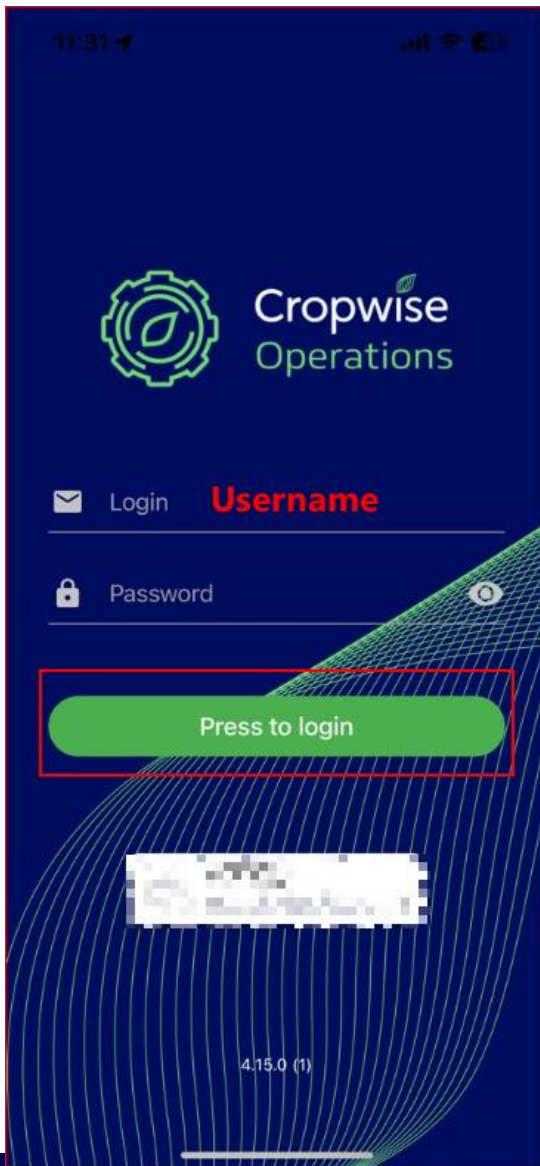 11:31
Cropwise
Operations
Login Username
Password
Press to login
4.15.0 (1)